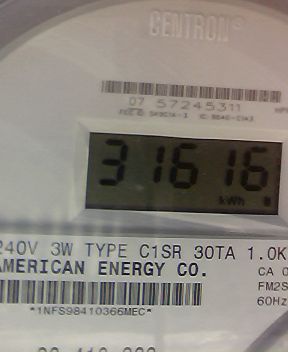 CENTRON®
07 57245311
31616
kWh
240V 3W TYPE C1SR 30TA 1.0K
AMERICAN ENERGY CO.
CA
FM2S
60Hz
*1NFS98410366MEC*